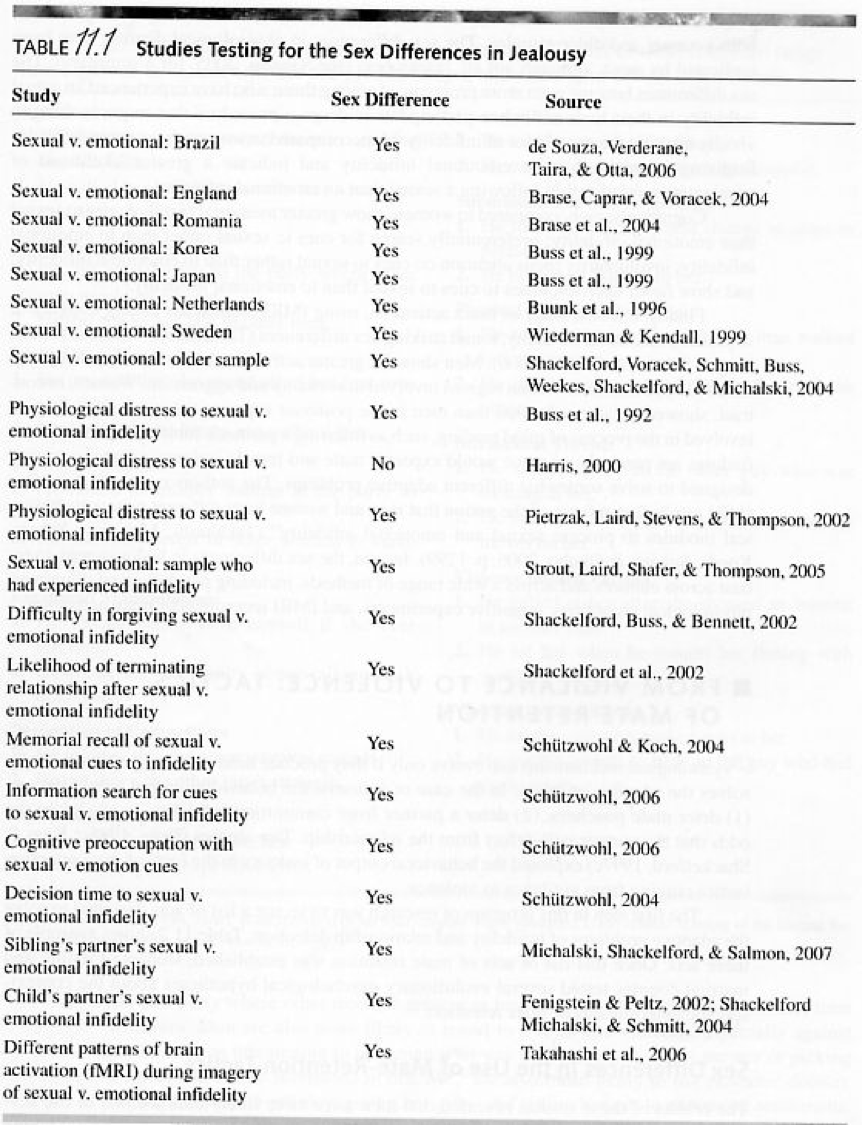 TABLE 11.1 Studies Testing for the Sex Differences in Jealousy
Study Sex Difference Source
Sexual v. emotional: Brazil Yes de Souza, Verderane,
Taira, & Otta, 2006
Sexual v. emotional: England Yes Brase, Caprar, & Voracek, 2004
Sexual v. emotional: Romania Yes Brase et al., 2004
Sexual v. emotional: Korea Yes Buss et al., 1999
Sexual v. emotional: Japan Yes Buss et al., 1999
Sexual v. emotional: Netherlands Yes Buunk et al., 1996
Sexual v. emotional: Sweden Yes Wiederman & Kendall, 1999
Sexual v. emotional: older sample Yes Shackelford, Voracek, Schmitt, Buss,
Weekes, Shackelford, & Michalski, 2004
Physiological distress to sexual v. Yes Buss et al., 1992
emotional infidelity
Physiological distress to sexual v. No Harris, 2000
emotional infidelity
Physiological distress to sexual v. Yes Pietrzak, Laird, Stevens, & Thompson, 2002
emotional infidelity
Sexual v. emotional: sample who Yes Strout, Laird, Shafer, & Thompson, 2005
had experienced infidelity
Difficulty in forgiving sexual v. Yes Shackelford, Buss, & Bennett, 2002
emotional infidelity
Likelihood of terminating Yes Shackelford et al., 2002
relationship after sexual v.
emotional infidelity
Memorial recall of sexual v. Yes Schützwohl & Koch, 2004
emotional cues to infidelity
Information search for cues Yes Schützwohl, 2006
to sexual v. emotional infidelity
Cognitive preoccupation with Yes Schützwohl, 2006
sexual v. emotion cues
Decision time to sexual v. Yes Schützwohl, 2004
emotional infidelity
Sibling's partner's sexual v. Yes Michalski, Shackelford, & Salmon, 2007
emotional infidelity
Child's partner's sexual v. Yes Fenigstein & Peltz, 2002; Shackelford
emotional infidelity Michalski, & Schmitt, 2004
Different patterns of brain Yes Takahashi et al., 2006
activation (fMRI) during imagery
of sexual v. emotional infidelity